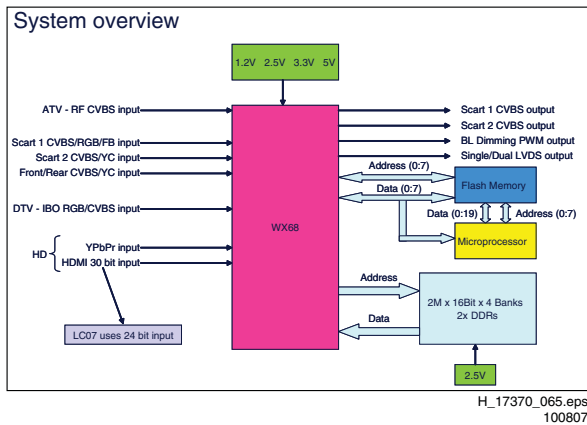 System overview
1.2V 2.5V 3.3V 5V
ATV - RF CVBS input
Scart 1 CVBS/RGB/FB input
Scart 2 CVBS/YC input
Front/Rear CVBS/YC input
DTV - IBO RGB/CVBS input
HD
YPbPr input
HDMI 30 bit input
LC07 uses 24 bit input
WX68
Scart 1 CVBS output
Scart 2 CVBS output
BL Dimming PWM output
Single/Dual LVDS output
Address (0:7)
Data (0:7)
Flash Memory
Data (0:19) Address (0:7)
Microprocessor
Address
Data
2M x 16Bit x 4 Banks
2x DDRs
2.5V
H_17370_065.eps
100807